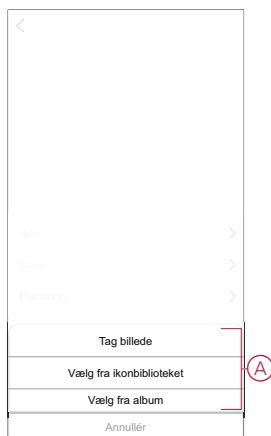 Ikon
Navn
Placering
Tag billede
Vælg fra ikonbiblioteket
A
Vælg fra album
Annullér